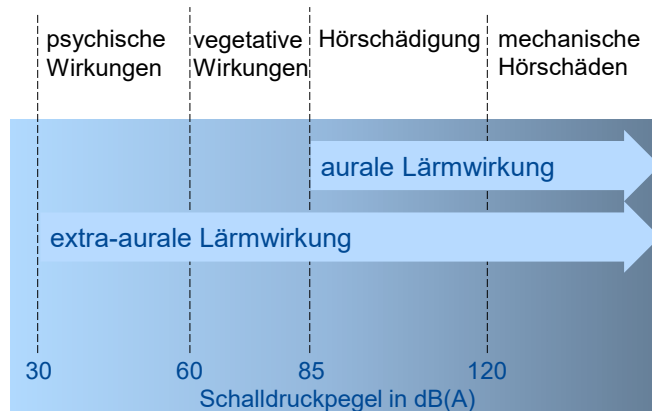 psychische
Wirkungen
vegetative
Wirkungen
Hörschädigung
mechanische
Hörschäden
aurale Lärmwirkung
extra-aurale Lärmwirkung
30 60 85 120
Schalldruckpegel in dB(A)